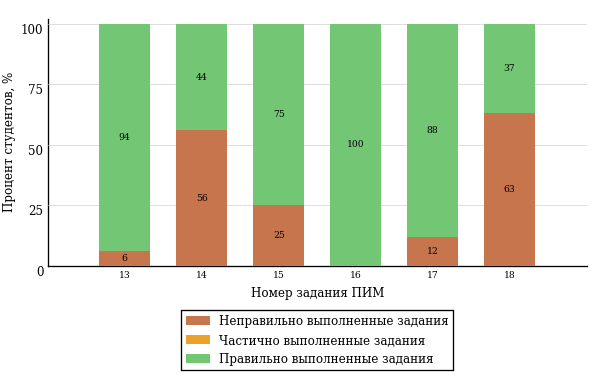 Процент студентов, %
100
75
50
25
0
94
6
44
56
75
25
100
88
12
37
63
13 14 15 16 17 18
Номер задания ПИМ
Неправильно выполненные задания
Частично выполненные задания
Правильно выполненные задания